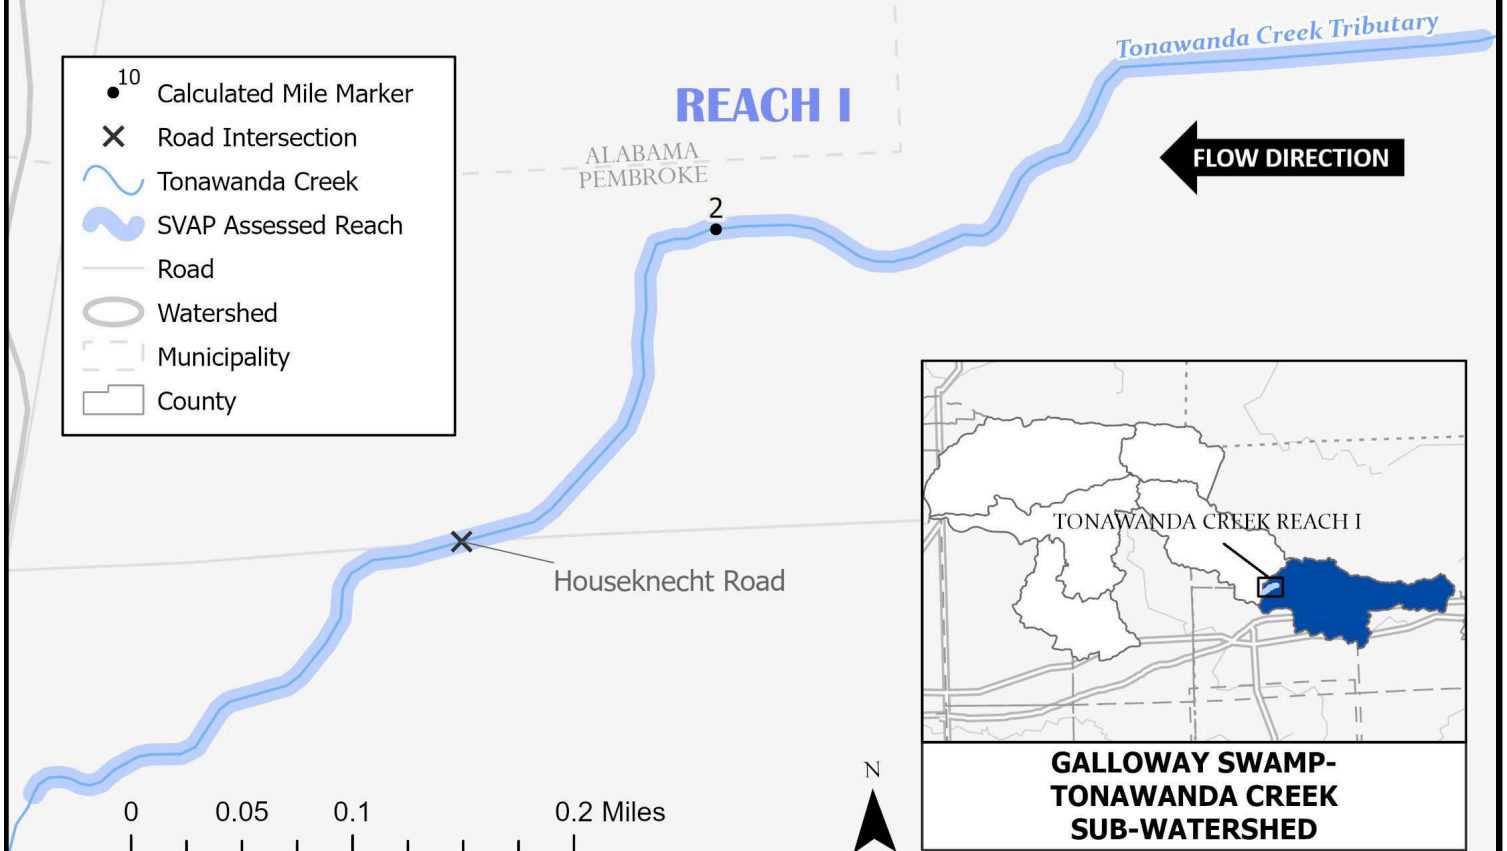 Tonawanda Creek Tributary
REACH I
10
Calculated Mile Marker
Road Intersection
Tonawanda Creek
SVAP Assessed Reach
Road
Watershed
Municipality
County
ALABAMA
PEMBROKE
FLOW DIRECTION
2
Houseknecht Road
TONAWANDA CREEK REACH I
GALLOWAY SWAMP-
TONAWANDA CREEK
SUB-WATERSHED
N
0 0.05 0.1 0.2 Miles